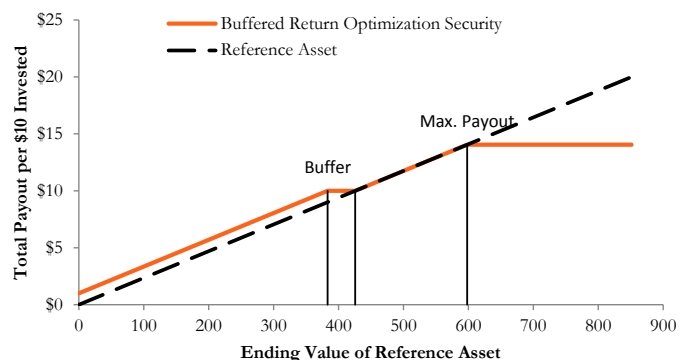 $25
$20
$15
$10
$5
$0
Total Payout per $10 Invested
Buffered Return Optimization Security
Reference Asset
Max. Payout
Buffer
0 100 200 300 400 500 600 700 800 900
Ending Value of Reference Asset